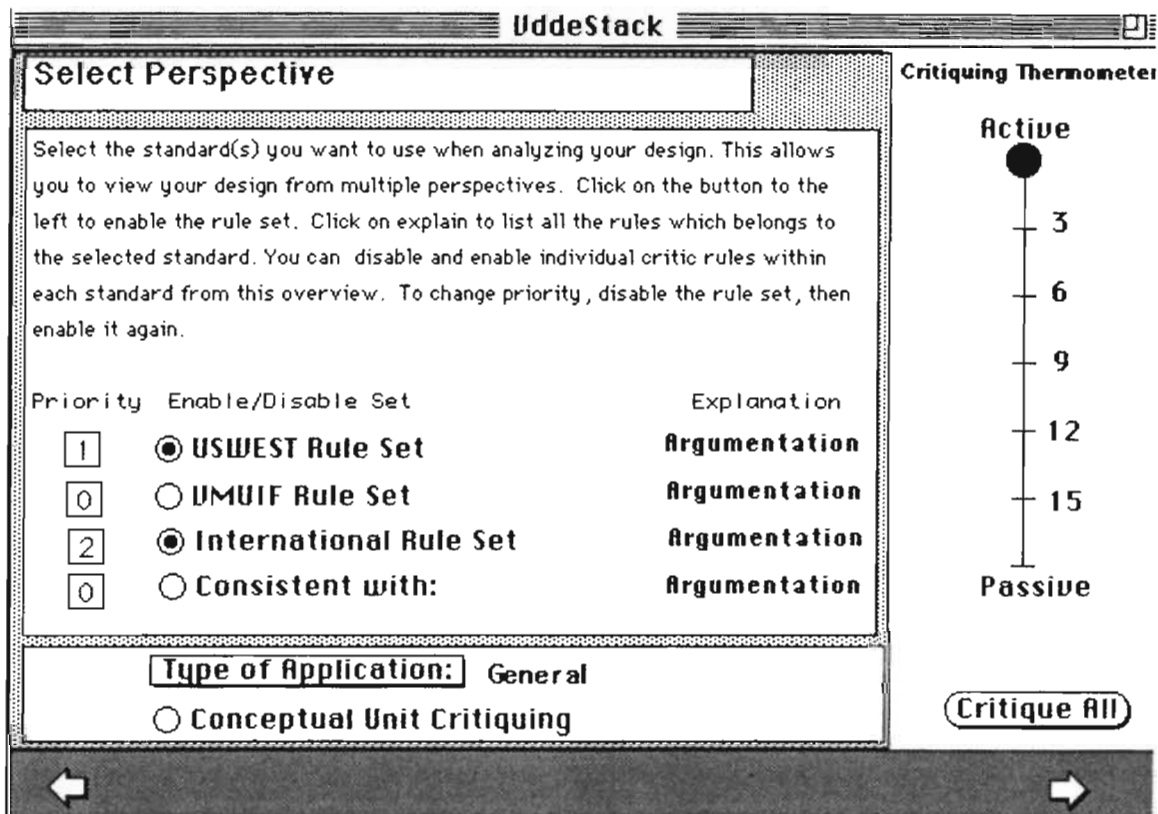 VddeStack
Select Perspective
Select the standard(s) you want to use when analyzing your design. This allows
you to view your design from multiple perspectives. Click on the button to the
left to enable the rule set. Click on explain to list all the rules which belongs to
the selected standard. You can disable and enable individual critic rules within
each standard from this overview. To change priority, disable the rule set, then
enable it again.
Priority Enable/Disable Set Explanation
1 USWEST Rule Set Argumentation
0 VMUIF Rule Set Argumentation
2 International Rule Set Argumentation
0 Consistent with: Argumentation
Type of Application: General
Conceptual Unit Critiquing
Critiquing Thermometer
Active
3
6
9
12
15
Passive
Critique All